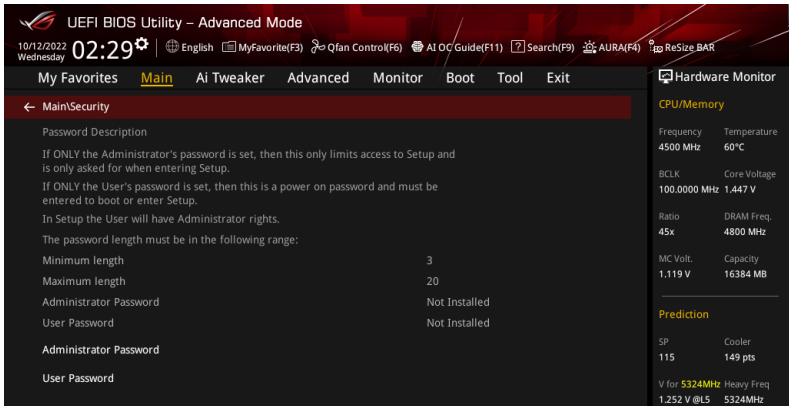 UEFI BIOS Utility – Advanced Mode
10/12/2022
Wednesday
02:29
English
MyFavorite(F3)
Qfan Control(F6)
AI OC Guide(F11)
? Search(F9)
AURA(F4)
ReSize BAR
My Favorites Main Ai Tweaker Advanced Monitor Boot Tool Exit
← Main\Security
Password Description
If ONLY the Administrator's password is set, then this only limits access to Setup and
is only asked for when entering Setup.
If ONLY the User's password is set, then this is a power on password and must be
entered to boot or enter Setup.
In Setup the User will have Administrator rights.
The password length must be in the following range:
Minimum length 3
Maximum length 20
Administrator Password Not Installed
User Password Not Installed
Administrator Password
User Password
Hardware Monitor
CPU/Memory
Frequency Temperature
4500 MHz 60°C
BCLK Core Voltage
100.0000 MHz 1.447 V
Ratio DRAM Freq.
45x 4800 MHz
MC Volt. Capacity
1.119 V 16384 MB
Prediction
SP Cooler
115 149 pts
V for 5324MHz Heavy Freq
1.252 V @L5 5324MHz